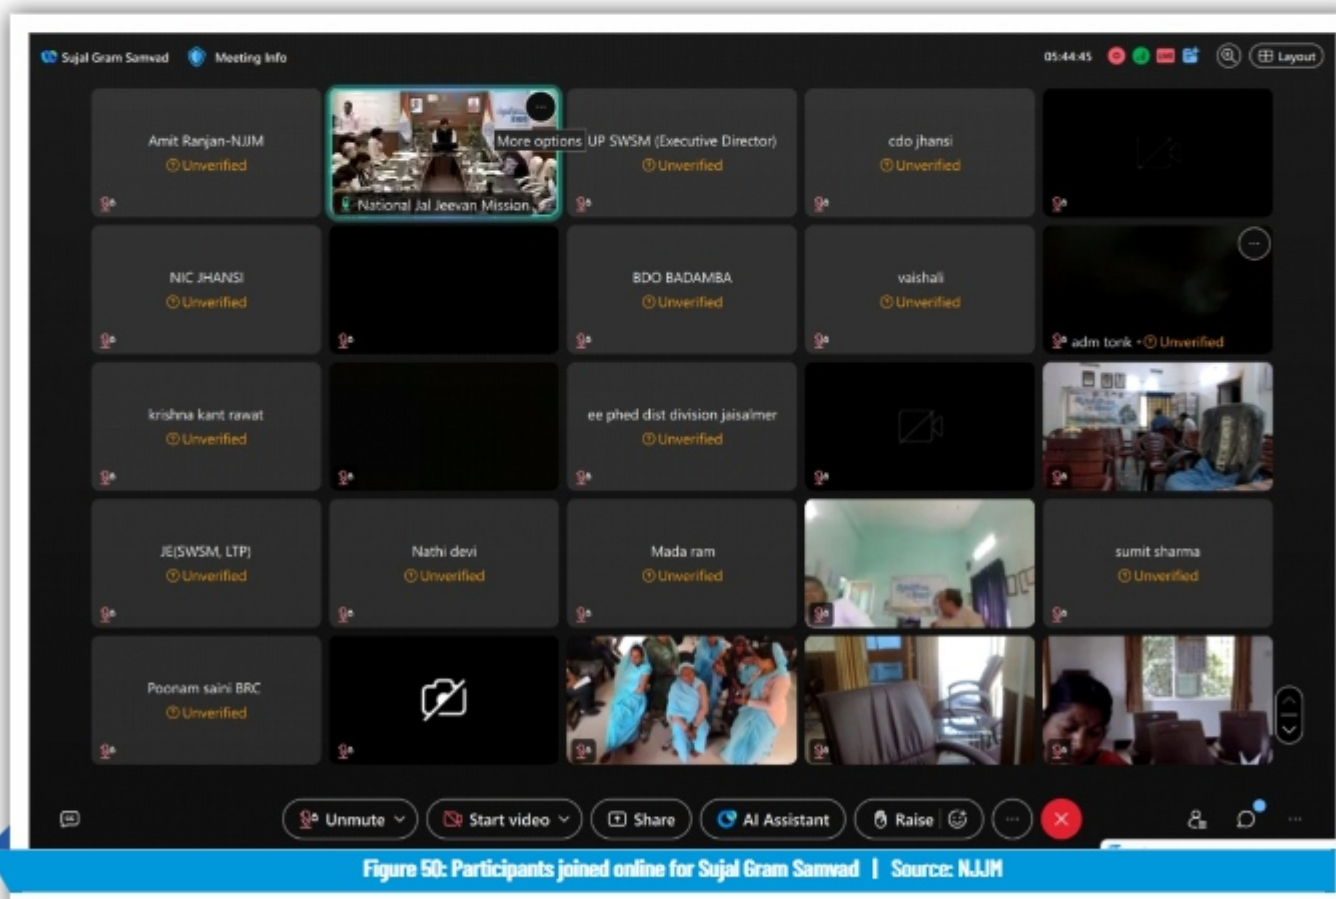 Sujal Gram Samvad Meeting Info 05:44:45 LIVE Layout
Amit Ranjan-NJJM
Unverified
More options
National Jal Jeevan Mission
UP SWSM (Executive Director)
Unverified
cdo jhansi
Unverified
NIC JHANSI
Unverified
BDO BADAMBA
Unverified
vaishali
Unverified
adm tonk • Unverified
krishna kant rawat
Unverified
ee phed dist division jaisalmer
Unverified
JE(SWSM, LTP)
Unverified
Nathi devi
Unverified
Mada ram
Unverified
sumit sharma
Unverified
Poonam saini BRC
Unverified
Unmute Start video Share AI Assistant Raise
Figure 50: Participants joined online for Sujal Gram Samvad | Source: NJJM